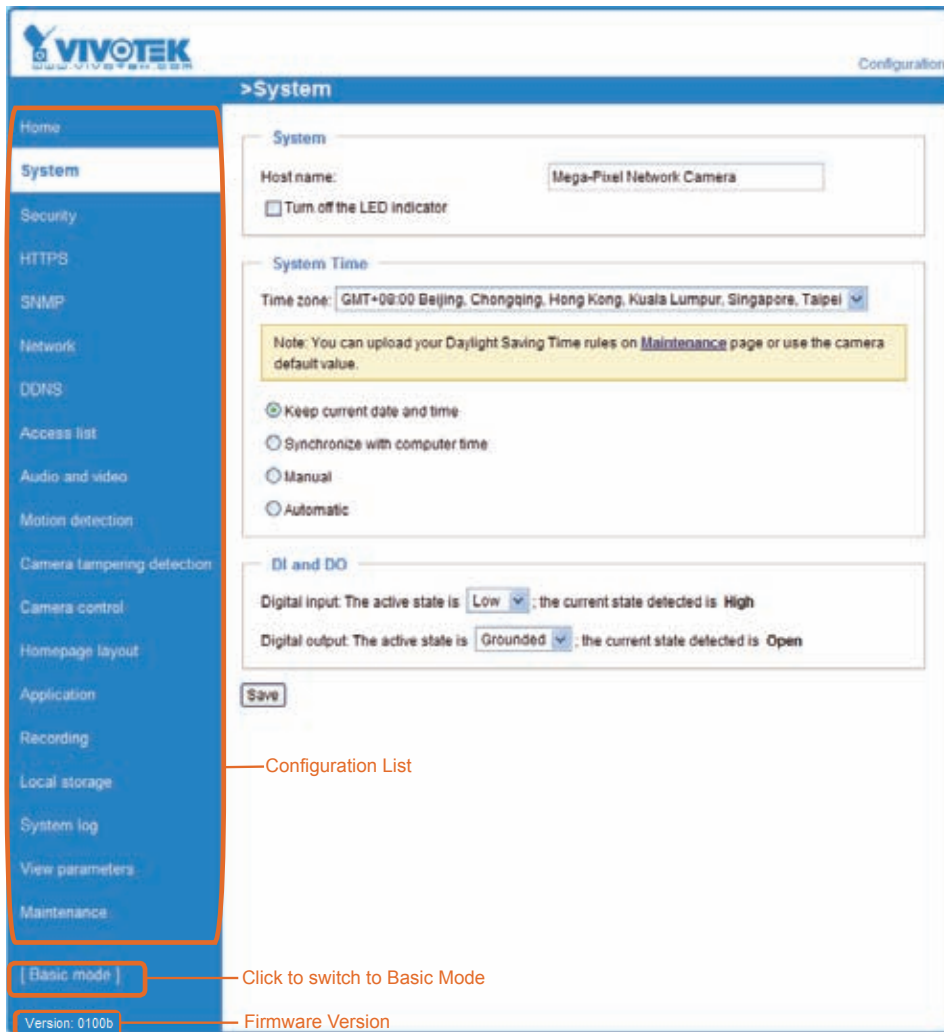 VIVOTEK
www.vivotek.com
Configuration
>System
Home
System
Security
HTTPS
SNMP
Network
DDNS
Access list
Audio and video
Motion detection
Camera tampering detection
Camera control
Homepage layout
Application
Recording
Local storage
System log
View parameters
Maintenance
[ Basic mode ]
Version: 0100b
System
Host name: Mega-Pixel Network Camera
Turn off the LED indicator
System Time
Time zone: GMT+08:00 Beijing, Chongqing, Hong Kong, Kuala Lumpur, Singapore, Taipei
Note: You can upload your Daylight Saving Time rules on Maintenance page or use the camera
default value.
Keep current date and time
Synchronize with computer time
Manual
Automatic
DI and DO
Digital input: The active state is Low ; the current state detected is High
Digital output: The active state is Grounded ; the current state detected is Open
Save
Configuration List
Click to switch to Basic Mode
Firmware Version